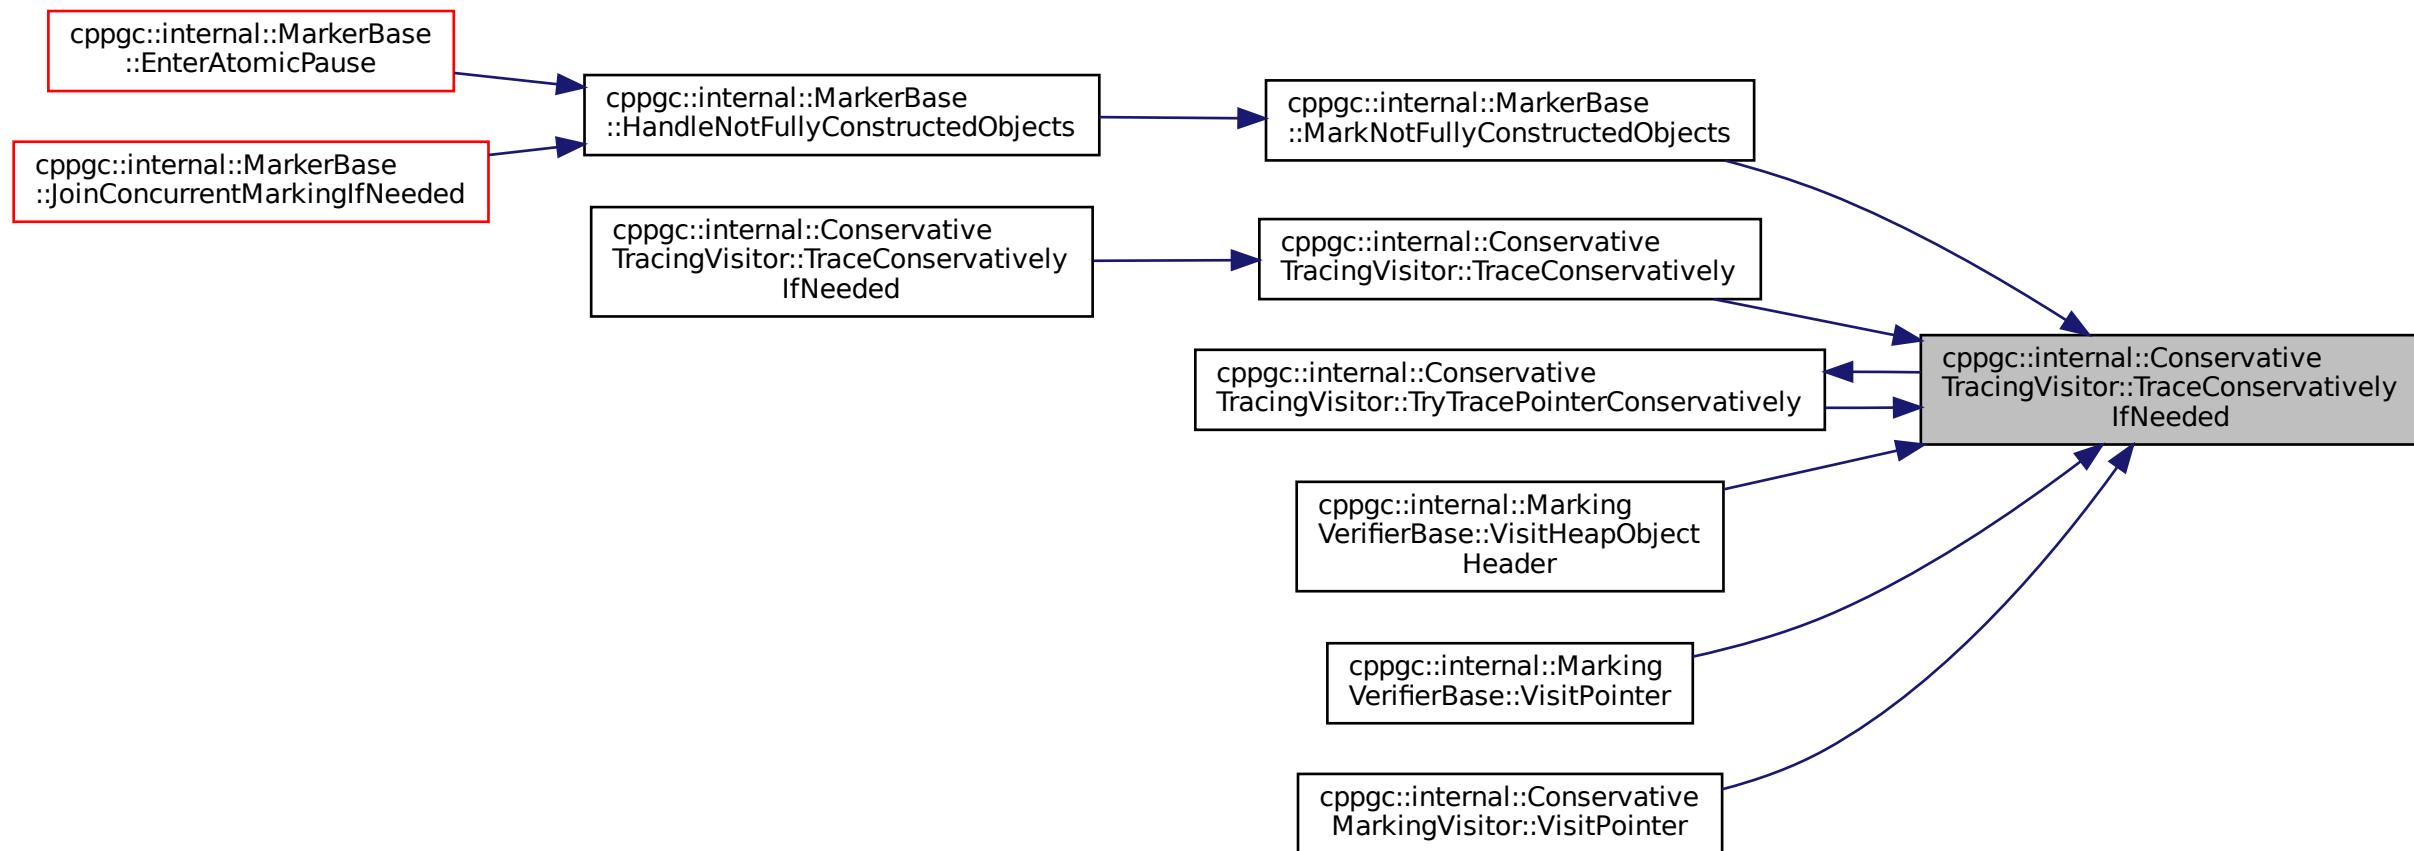 cppgc::internal::MarkerBase
::EnterAtomicPause
cppgc::internal::MarkerBase
::JoinConcurrentMarkingIfNeeded
cppgc::internal::MarkerBase
::HandleNotFullyConstructedObjects
cppgc::internal::Conservative
TracingVisitor::TraceConservatively
IfNeeded
cppgc::internal::MarkerBase
::MarkNotFullyConstructedObjects
cppgc::internal::Conservative
TracingVisitor::TraceConservatively
cppgc::internal::Conservative
TracingVisitor::TryTracePointerConservatively
cppgc::internal::Marking
VerifierBase::VisitHeapObject
Header
cppgc::internal::Marking
VerifierBase::VisitPointer
cppgc::internal::Conservative
MarkingVisitor::VisitPointer
cppgc::internal::Conservative
TracingVisitor::TraceConservatively
IfNeeded